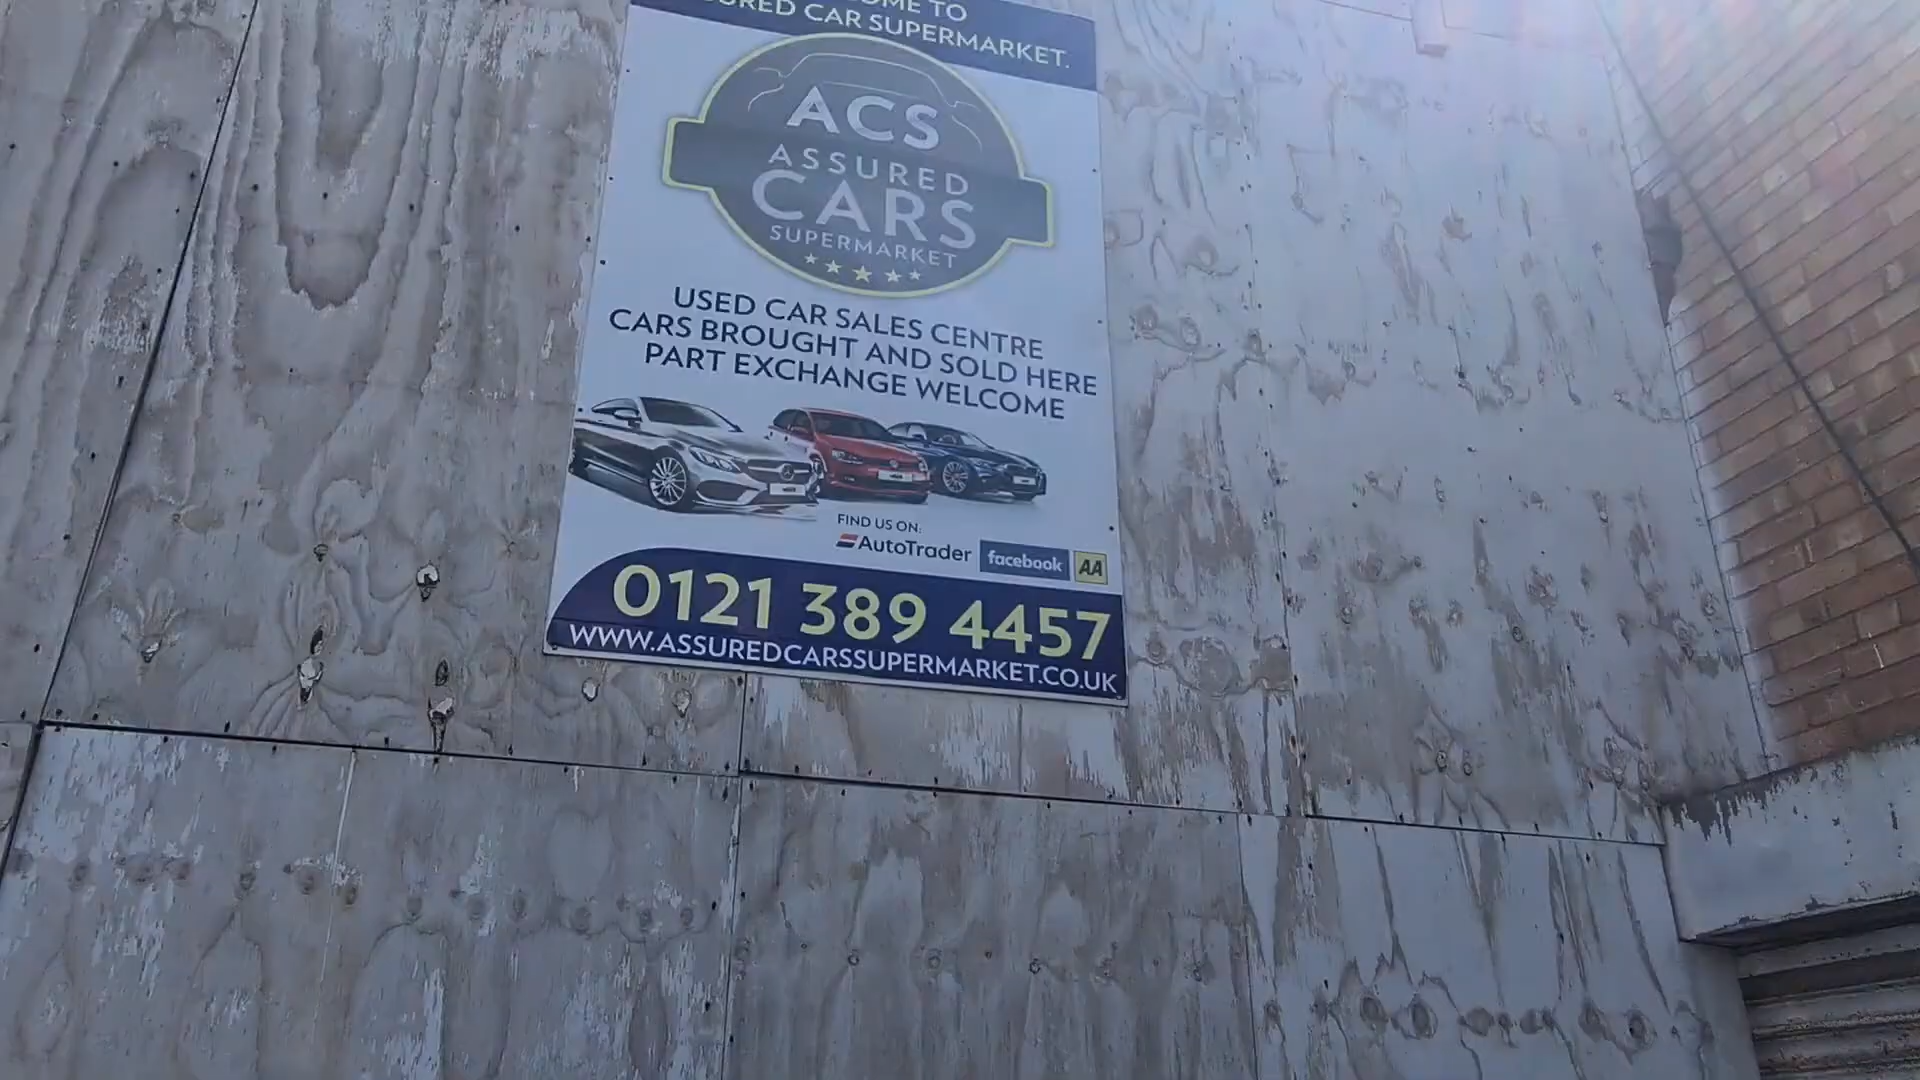 TO
CAR SUPERMARKET.
ACS
ASSURED
CARS
SUPERMARKET
USED CAR SALES CENTRE
CARS BROUGHT AND SOLD HERE
PART EXCHANGE WELCOME
FIND US ON:
AutoTrader facebook AA
0121 389 4457
WWW.ASSUREDCARSSUPERMARKET.CO.UK